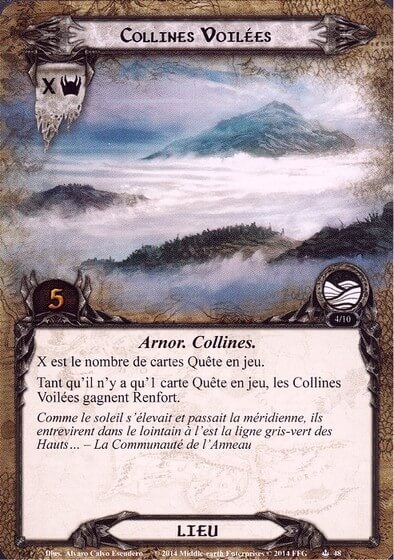 COLLINES VOILÉES
X
5
4/10
Arnor. Collines.
X est le nombre de cartes Quête en jeu.
Tant qu'il n'y a qu'1 carte Quête en jeu, les Collines
Voilées gagnent Renfort.
Comme le soleil s'élevait et passait la méridienne, ils
entrevirent dans le lointain à l'est la ligne gris-vert des
Hauts… – La Communauté de l'Anneau
LIEU
Illus. Álvaro Calvo Escudero © 2014 Middle-earth Enterprises © 2014 FFG 48